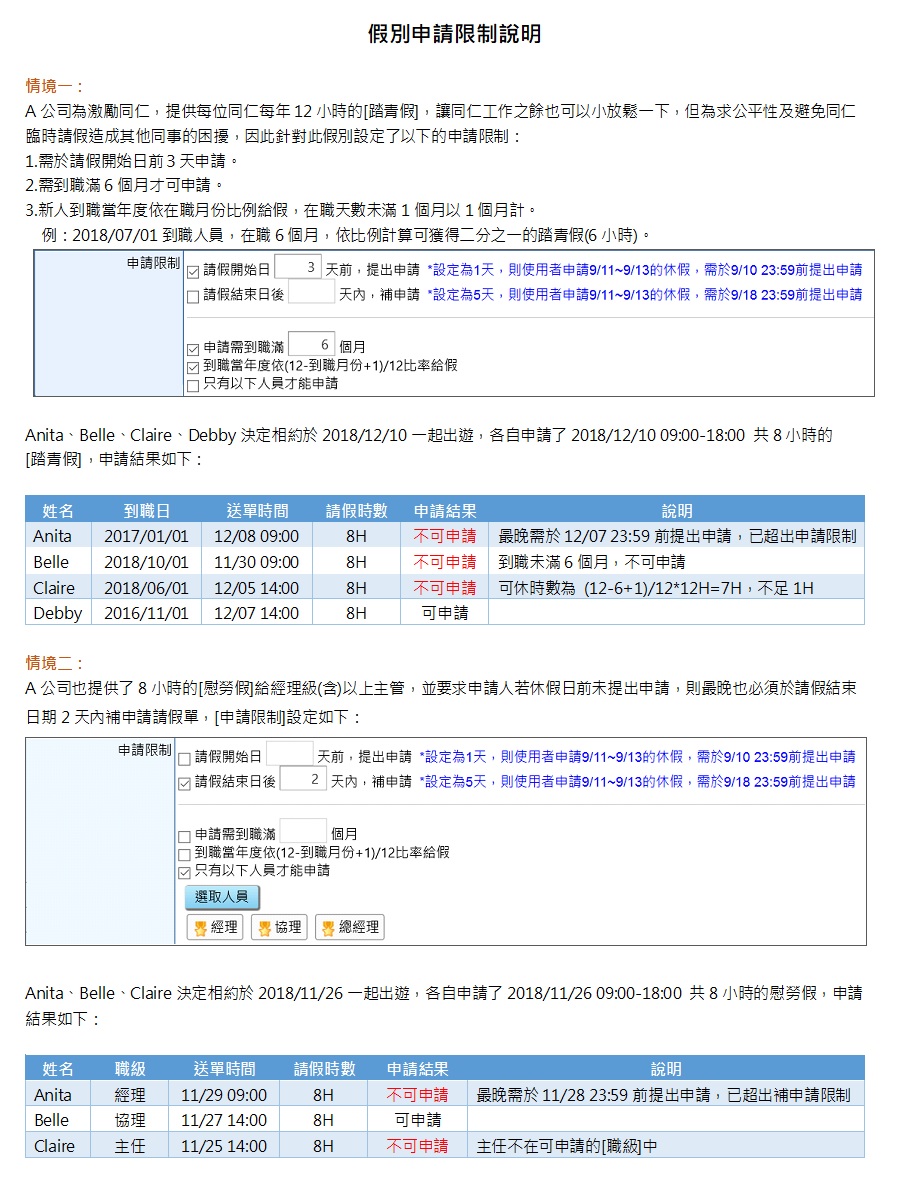 假別申請限制說明
情境一：
A 公司為激勵同仁，提供每位同仁每年 12 小時的[踏青假]，讓同仁工作之餘也可以小放鬆一下，但為求公平性及避免同仁
臨時請假造成其他同事的困擾，因此針對此假別設定了以下的申請限制：
1.需於請假開始日前 3 天申請。
2.需到職滿 6 個月才可申請。
3.新人到職當年度依在職月份比例給假，在職天數未滿 1 個月以 1 個月計。
例：2018/07/01 到職人員，在職 6 個月，依比例計算可獲得二分之一的踏青假(6 小時)。
申請限制 請假開始日 3 天前，提出申請 *設定為1天，則使用者申請9/11~9/13的休假，需於9/10 23:59前提出申請
請假結束日後 天內，補申請 *設定為5天，則使用者申請9/11~9/13的休假，需於9/18 23:59前提出申請
申請需到職滿 6 個月
到職當年度依(12-到職月份+1)/12比率給假
只有以下人員才能申請
Anita、Belle、Claire、Debby 決定相約於 2018/12/10 一起出遊，各自申請了 2018/12/10 09:00-18:00 共 8 小時的
[踏青假]，申請結果如下：
姓名 到職日 送單時間 請假時數 申請結果 說明
Anita 2017/01/01 12/08 09:00 8H 不可申請 最晚需於 12/07 23:59 前提出申請，已超出申請限制
Belle 2018/10/01 11/30 09:00 8H 不可申請 到職未滿 6 個月，不可申請
Claire 2018/06/01 12/05 14:00 8H 不可申請 可休時數為 (12-6+1)/12*12H=7H，不足 1H
Debby 2016/11/01 12/07 14:00 8H 可申請
情境二：
A 公司也提供了 8 小時的[慰勞假]給經理級(含)以上主管，並要求申請人若休假日前未提出申請，則最晚也必須於請假結束
日期 2 天內補申請請假單，[申請限制]設定如下：
申請限制 請假開始日 天前，提出申請 *設定為1天，則使用者申請9/11~9/13的休假，需於9/10 23:59前提出申請
請假結束日後 2 天內，補申請 *設定為5天，則使用者申請9/11~9/13的休假，需於9/18 23:59前提出申請
申請需到職滿 個月
到職當年度依(12-到職月份+1)/12比率給假
只有以下人員才能申請
選取人員
經理 協理 總經理
Anita、Belle、Claire 決定相約於 2018/11/26 一起出遊，各自申請了 2018/11/26 09:00-18:00 共 8 小時的慰勞假，申請
結果如下：
姓名 職級 送單時間 請假時數 申請結果 說明
Anita 經理 11/29 09:00 8H 不可申請 最晚需於 11/28 23:59 前提出申請，已超出補申請限制
Belle 協理 11/27 14:00 8H 可申請
Claire 主任 11/25 14:00 8H 不可申請 主任不在可申請的[職級]中